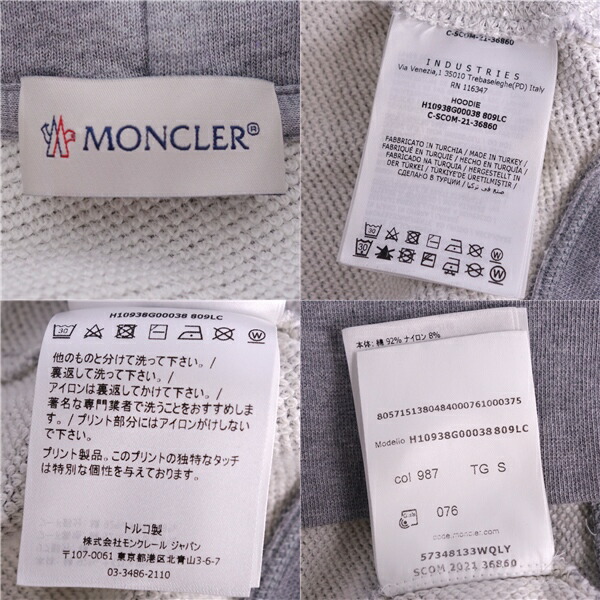 MONCLER®
C-SCOM-21-36860
INDUSTRIES
Via Venezia,1 35010 Trebaseleghe(PD) Italy
RN 116347
HOODIE
H10938G00038 809LC
C-SCOM-21-36860
FABBRICATO IN TURCHIA / MADE IN TURKEY
FABRIQUÉ EN TURQUIE / HECHO EN TURQUÍA
FABRICADO NA TURQUIA / HERGESTELLT IN
DER TÜRKEI / TÜRKIYE'DE ÜRETİLMİŞTİR /
СДЕЛАНО В ТУРЦИИ / صنع في تركيا
H10938G00038 809LC
他のものと分けて洗って下さい。/
裏返して洗って下さい。/
アイロンは裏返してかけて下さい。/
著名な専門業者で洗うことをおすすめしま
す。/ プリント部分にはアイロンがけしない
で下さい。
プリント製品。このプリントの独特なタッチ
は特別な個性を与えております。
トルコ製
株式会社モンクレール ジャパン
〒107-0061 東京都港区北青山3-6-7
03-3486-2110
本体: 綿 92% ナイロン 8%
8057151380484000761000375
Modello H10938G00038 809LC
col 987 TG S
076
code.moncler.com
57348133WQLY
SCOM 2021 36860